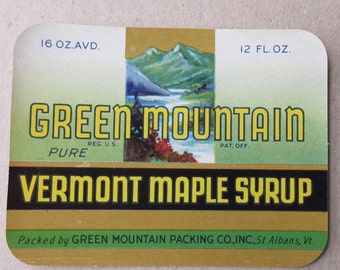 16 OZ. AVD. 12 FL. OZ.
GREEN MOUNTAIN
REG. U.S. PAT. OFF.
PURE
VERMONT MAPLE SYRUP
Packed by GREEN MOUNTAIN PACKING CO., INC., St. Albans, Vt.